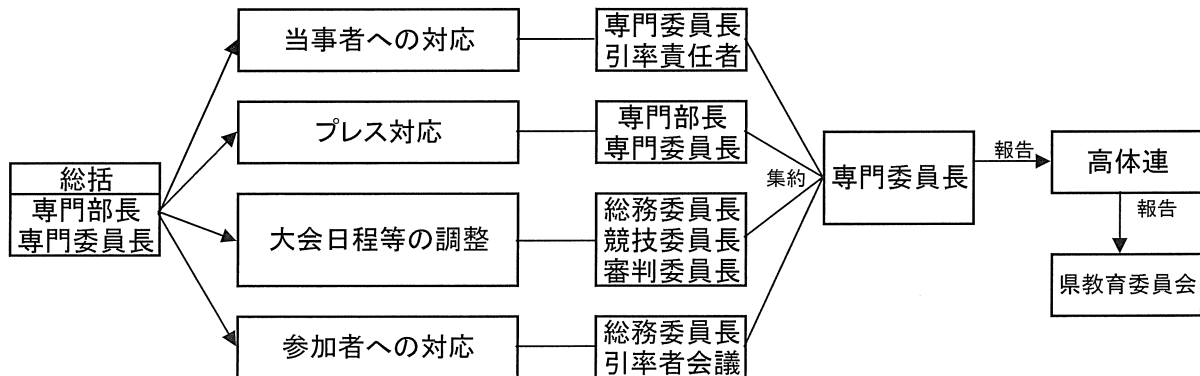 総括
専門部長
専門委員長
当事者への対応
プレス対応
大会日程等の調整
参加者への対応
専門委員長
引率責任者
専門部長
専門委員長
総務委員長
競技委員長
審判委員長
総務委員長
引率者会議
集約
専門委員長
報告
高体連
報告
県教育委員会